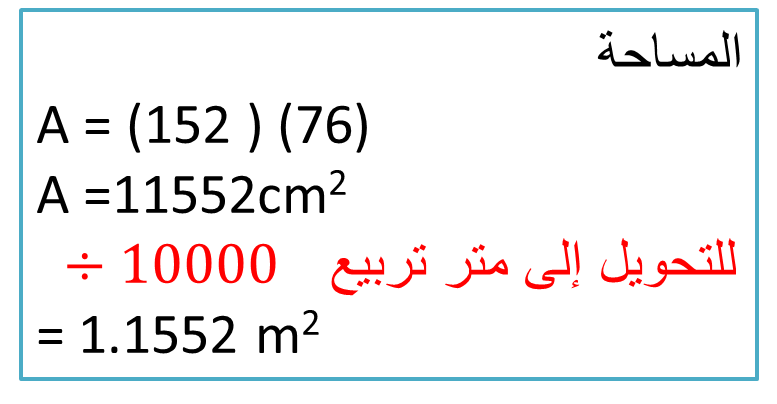 المساحة
A = (152 ) (76)
A =11552cm²
للتحويل إلى متر تربيع ÷ 10000
= 1.1552 m²